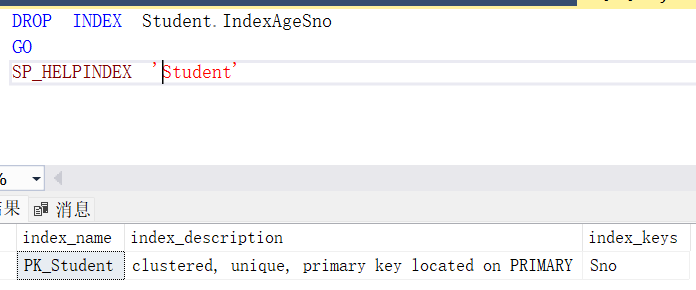 DROP INDEX Student.IndexAgeSno
GO
SP_HELPINDEX 'Student'
%
结果 消息
index_name index_description index_keys
PK_Student clustered, unique, primary key located on PRIMARY Sno